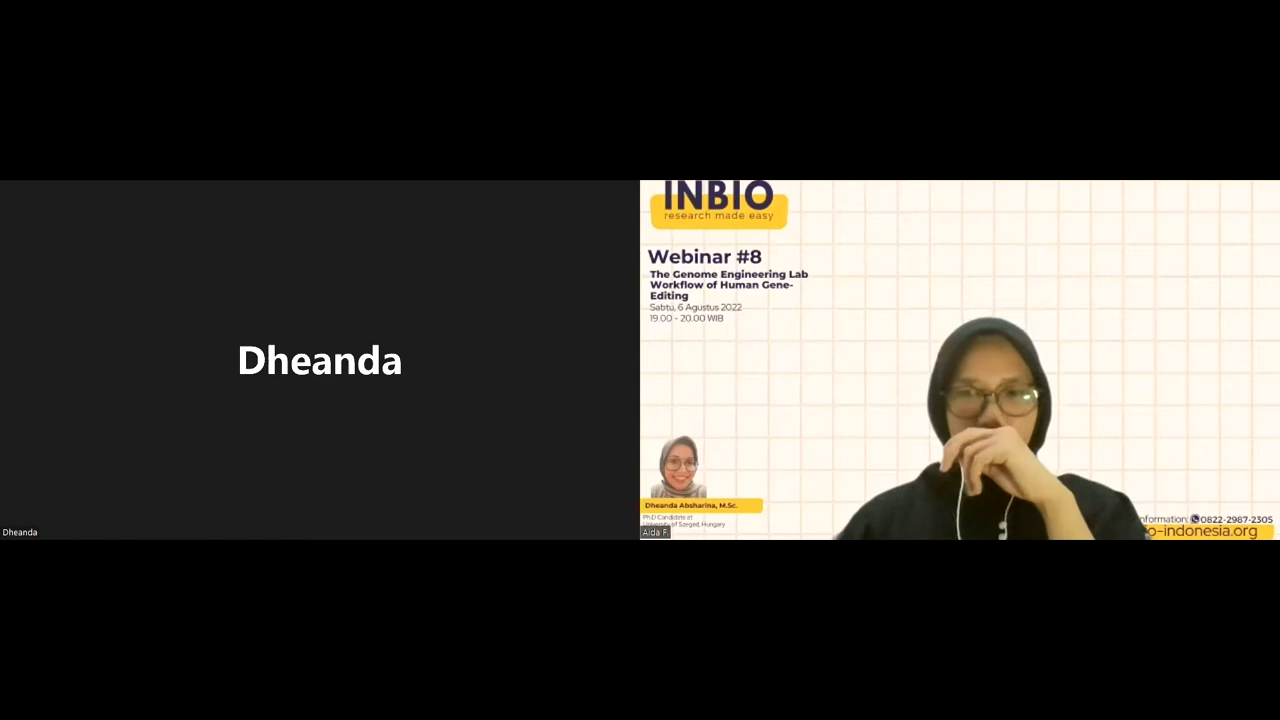 Dheanda
Dheanda
INBIO
research made easy
Webinar #8
The Genome Engineering Lab
Workflow of Human Gene-
Editing
Sabtu, 6 Agustus 2022
19.00 - 20.00 WIB
Dheanda Absharina, M.Sc.
PhD Candidate at
University of Szeged, Hungary
Aida F.
nformation: 0822-2987-2305
o-indonesia.org